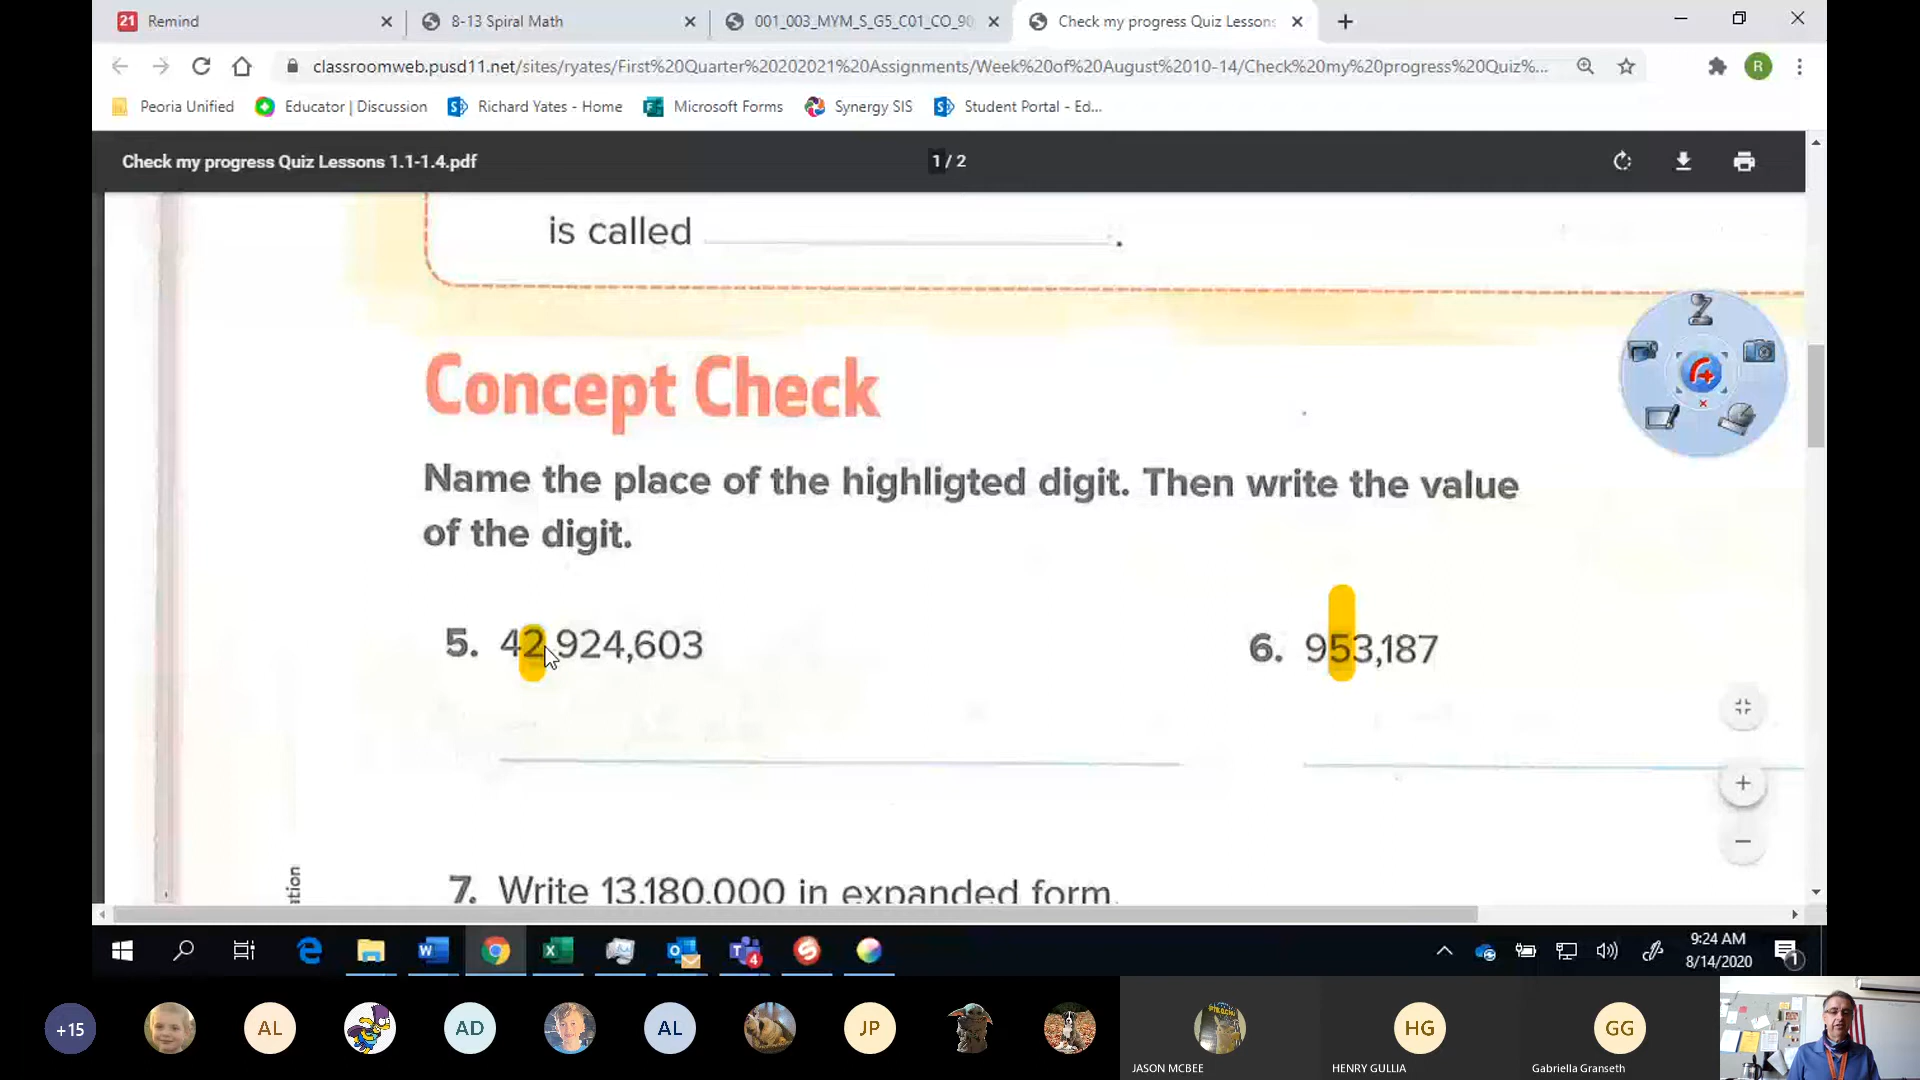 Remind
8-13 Spiral Math
001_003_MYM_S_G5_C01_CO_90
Check my progress Quiz Lessons
classroomweb.pusd11.net/sites/ryates/First%20Quarter%20202021%20Assignments/Week%20of%20August%2010-14/Check%20my%20progress%20Quiz%...
R
Peoria Unified
Educator | Discussion
Richard Yates - Home
Microsoft Forms
Synergy SIS
Student Portal - Ed...
Check my progress Quiz Lessons 1.1-1.4.pdf
1 / 2
is called .
Concept Check
Name the place of the highligted digit. Then write the value
of the digit.
5. 42,924,603
6. 953,187
7. Write 13,180,000 in expanded form.
ation
9:24 AM
8/14/2020
+15
AL
AD
AL
JP
JASON MCBEE
HG
HENRY GULLIA
GG
Gabriella Granseth